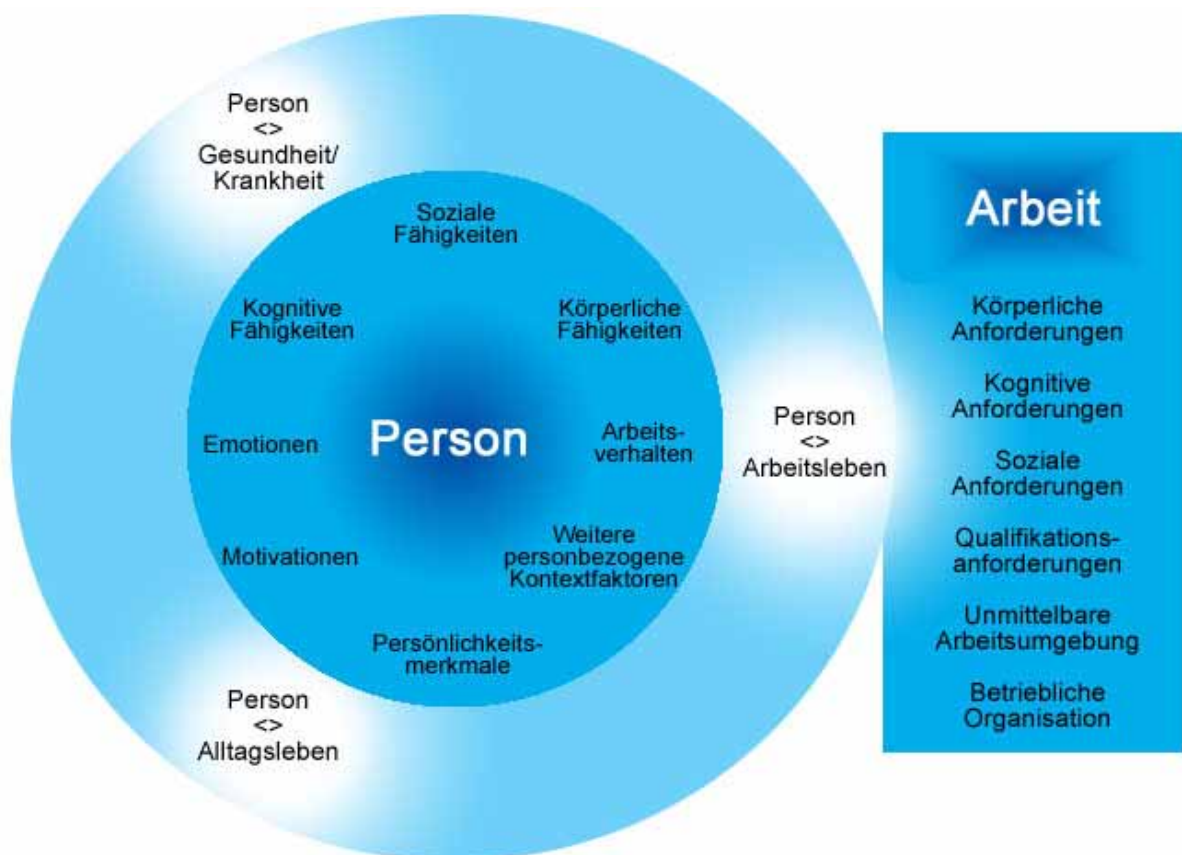 Person
<>
Gesundheit/
Krankheit
Soziale
Fähigkeiten
Kognitive
Fähigkeiten
Körperliche
Fähigkeiten
Emotionen
Person
Arbeits-
verhalten
Motivationen
Weitere
personbezogene
Kontextfaktoren
Persönlichkeits-
merkmale
Person
<>
Alltagsleben
Person
<>
Arbeitsleben
Arbeit
Körperliche
Anforderungen
Kognitive
Anforderungen
Soziale
Anforderungen
Qualifikations-
anforderungen
Unmittelbare
Arbeitsumgebung
Betriebliche
Organisation